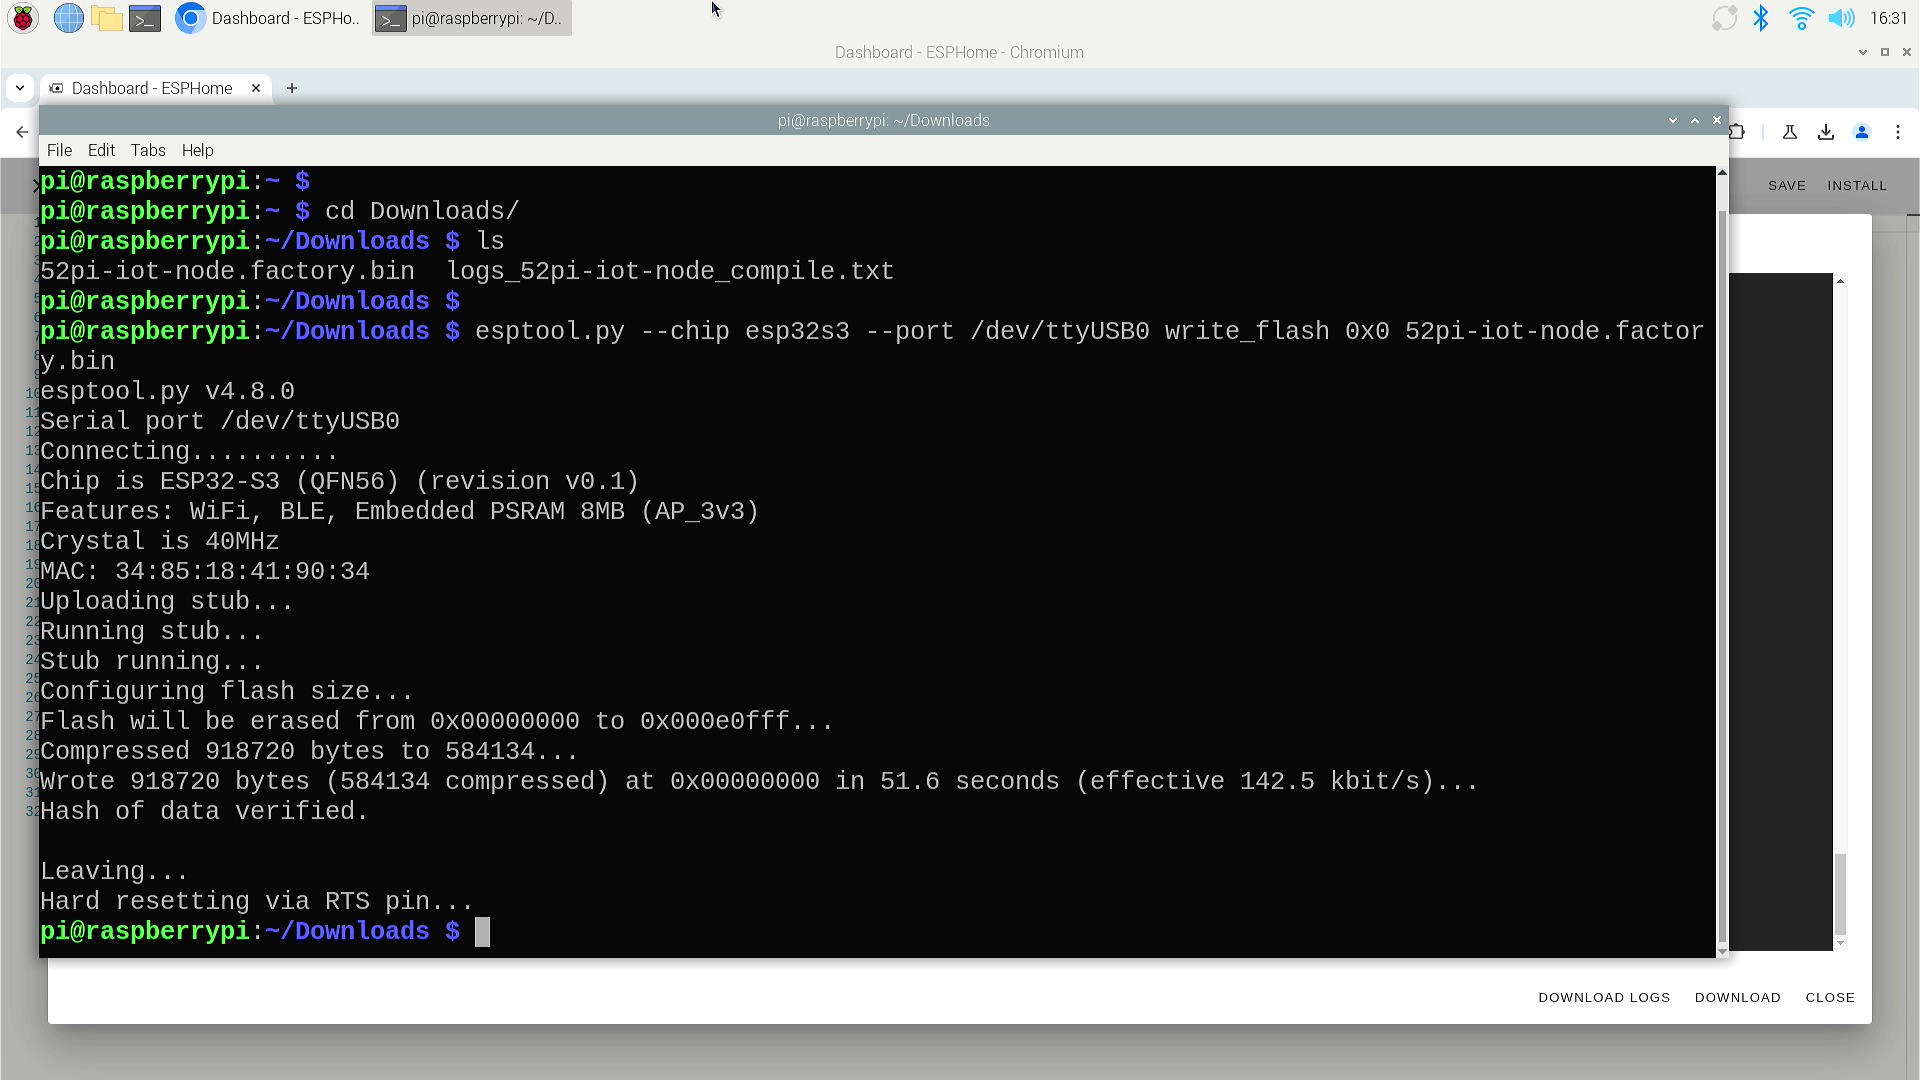 Dashboard - ESPHo..
pi@raspberrypi: ~/D..
16:31
Dashboard - ESPHome - Chromium
Dashboard - ESPHome
pi@raspberrypi: ~/Downloads
File Edit Tabs Help
SAVE INSTALL
pi@raspberrypi:~ $
pi@raspberrypi:~ $ cd Downloads/
pi@raspberrypi:~/Downloads $ ls
52pi-iot-node.factory.bin  logs_52pi-iot-node_compile.txt
pi@raspberrypi:~/Downloads $
pi@raspberrypi:~/Downloads $ esptool.py --chip esp32s3 --port /dev/ttyUSB0 write_flash 0x0 52pi-iot-node.factor
y.bin
esptool.py v4.8.0
Serial port /dev/ttyUSB0
Connecting..........
Chip is ESP32-S3 (QFN56) (revision v0.1)
Features: WiFi, BLE, Embedded PSRAM 8MB (AP_3v3)
Crystal is 40MHz
MAC: 34:85:18:41:90:34
Uploading stub...
Running stub...
Stub running...
Configuring flash size...
Flash will be erased from 0x00000000 to 0x000e0fff...
Compressed 918720 bytes to 584134...
Wrote 918720 bytes (584134 compressed) at 0x00000000 in 51.6 seconds (effective 142.5 kbit/s)...
Hash of data verified.
Leaving...
Hard resetting via RTS pin...
pi@raspberrypi:~/Downloads $
DOWNLOAD LOGS DOWNLOAD CLOSE